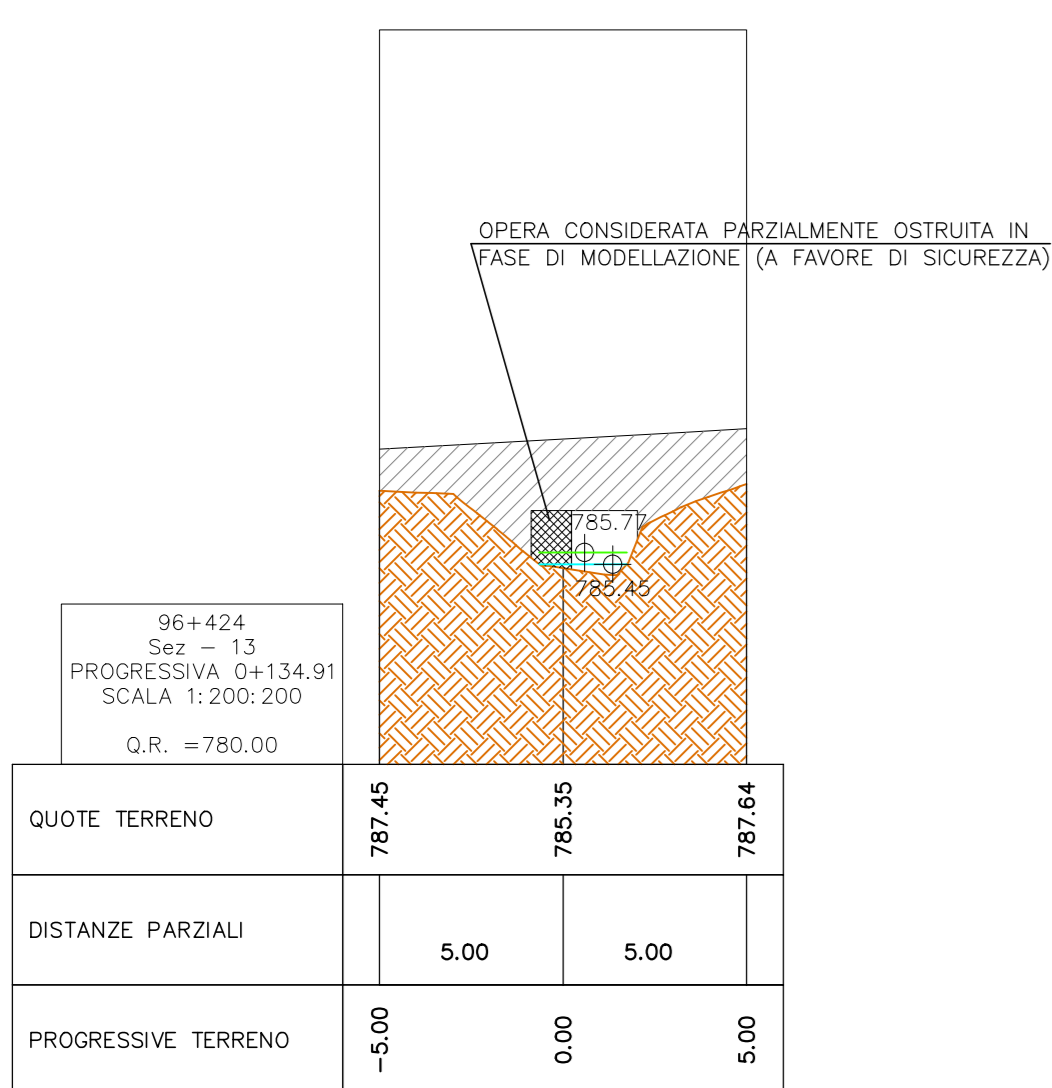 OPERA CONSIDERATA PARZIALMENTE OSTRUITA IN
FASE DI MODELLAZIONE (A FAVORE DI SICUREZZA)
785.77
785.45
96+424
Sez - 13
PROGRESSIVA 0+134.91
SCALA 1:200:200
Q.R. =780.00
QUOTE TERRENO
787.45
785.35
787.64
DISTANZE PARZIALI
5.00
5.00
PROGRESSIVE TERRENO
-5.00
0.00
5.00